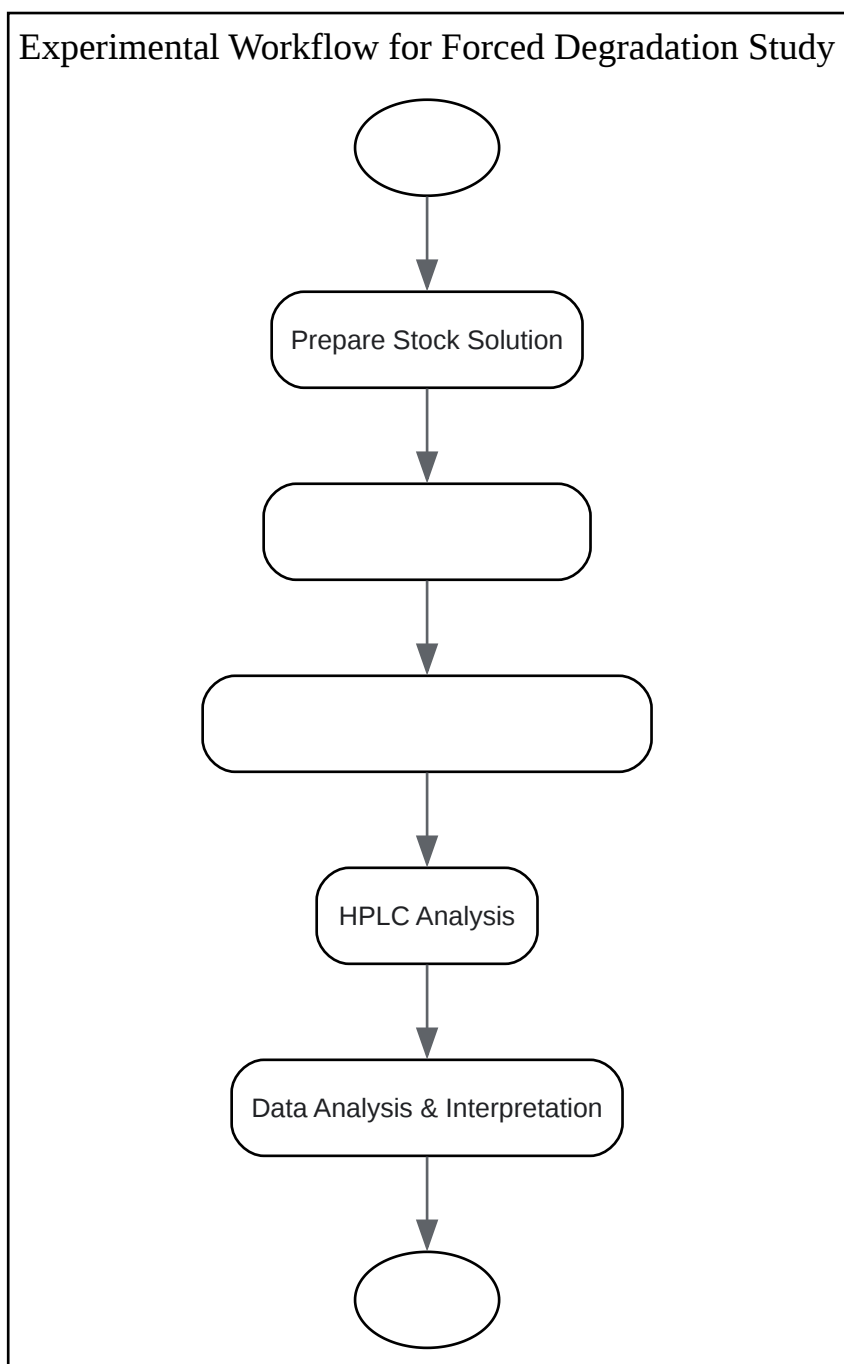 Experimental Workflow for Forced Degradation Study
Prepare Stock Solution
HPLC Analysis
Data Analysis & Interpretation